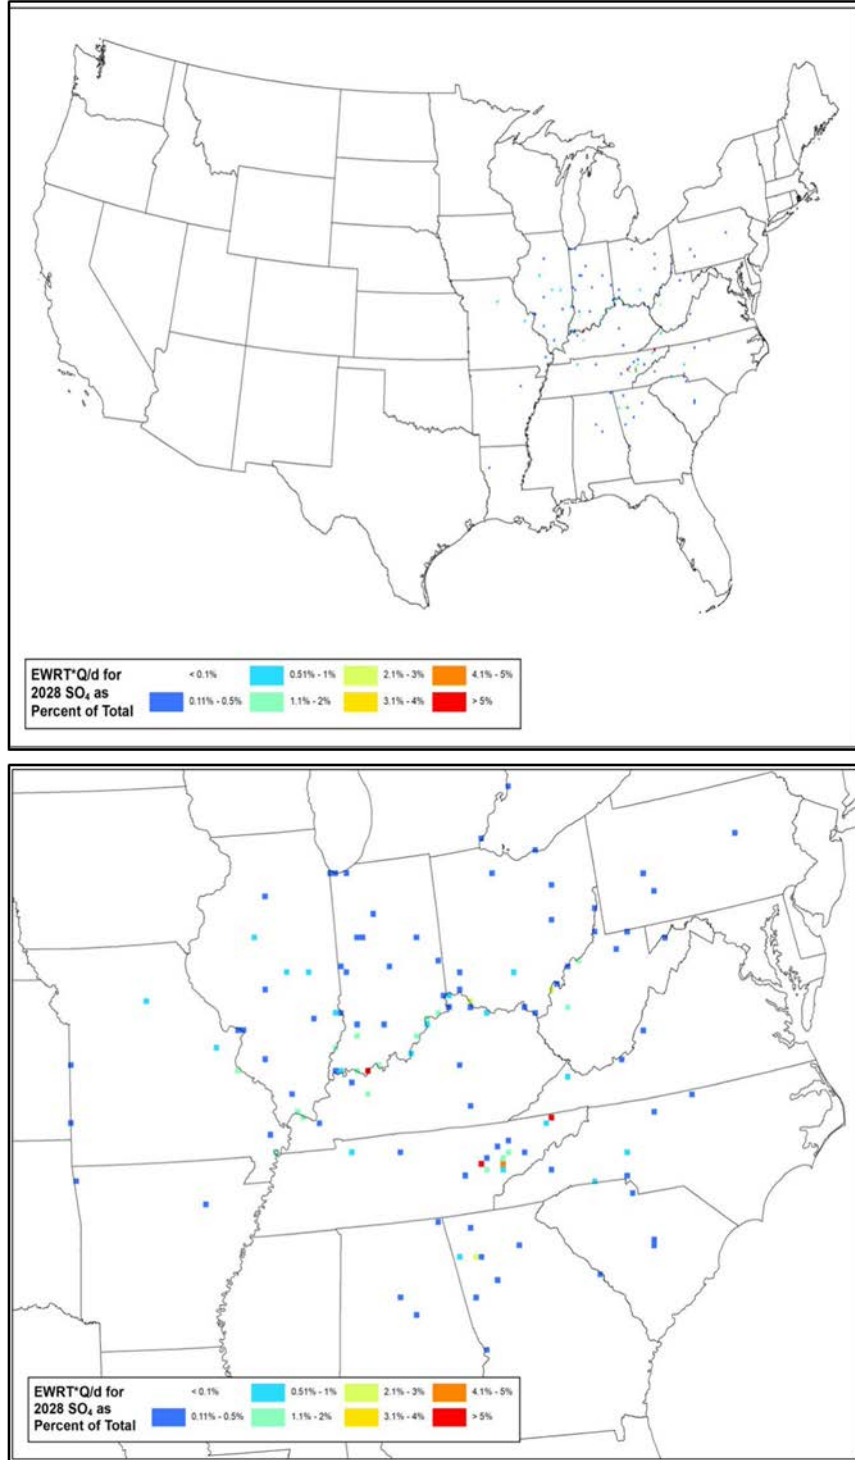 EWRT*Q/d for
2028 SO₄ as
Percent of Total
< 0.1%
0.51% - 1%
2.1% - 3%
4.1% - 5%
0.11% - 0.5%
1.1% - 2%
3.1% - 4%
> 5%
EWRT*Q/d for
2028 SO₄ as
Percent of Total
< 0.1%
0.51% - 1%
2.1% - 3%
4.1% - 5%
0.11% - 0.5%
1.1% - 2%
3.1% - 4%
> 5%